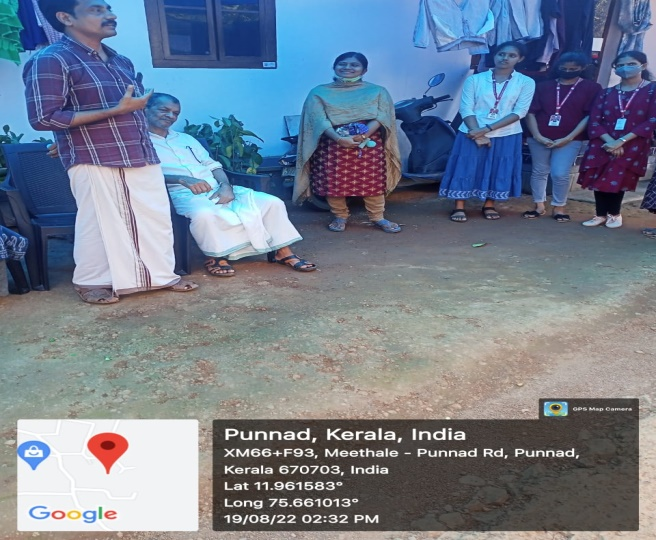 GPS Map Camera
Google
Punnad, Kerala, India
XM66+F93, Meethale - Punnad Rd, Punnad,
Kerala 670703, India
Lat 11.961583°
Long 75.661013°
19/08/22 02:32 PM